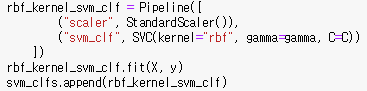 rbf_kernel_svm_clf = Pipeline([
        ("scaler", StandardScaler()),
        ("svm_clf", SVC(kernel="rbf", gamma=gamma, C=C))
    ])
rbf_kernel_svm_clf.fit(X, y)
svm_clfs.append(rbf_kernel_svm_clf)